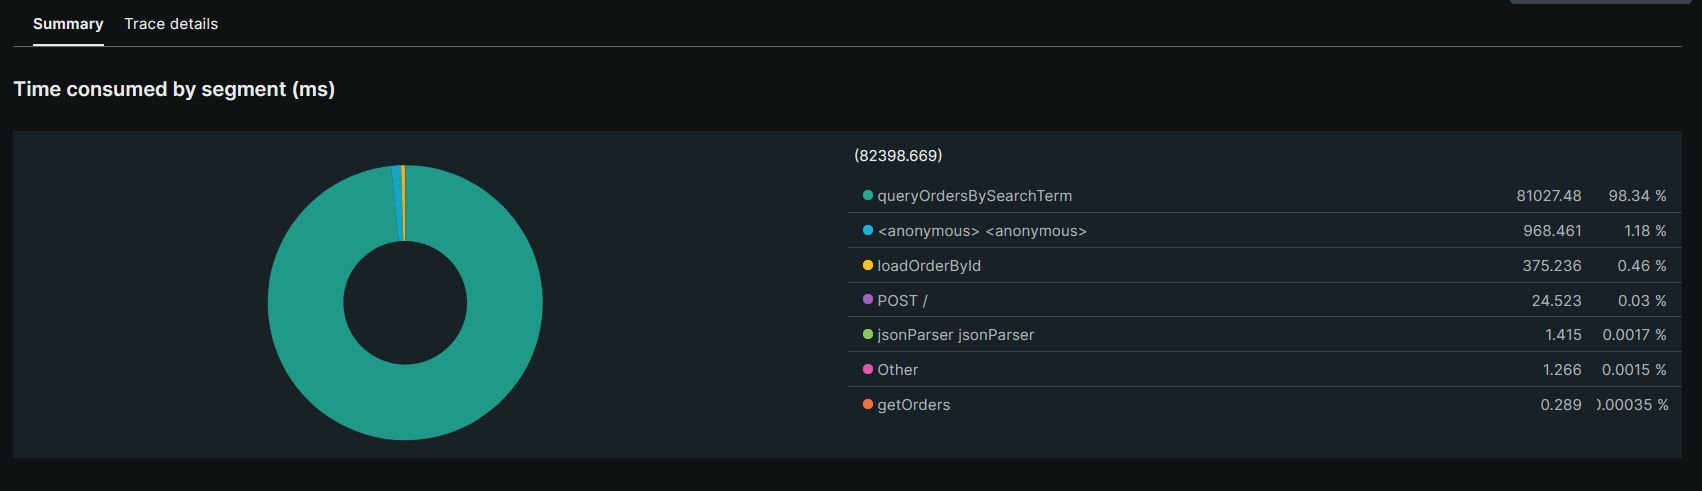 Summary Trace details
Time consumed by segment (ms)
(82398.669)
queryOrdersBySearchTerm 81027.48 98.34 %
<anonymous> <anonymous> 968.461 1.18 %
loadOrderById 375.236 0.46 %
POST / 24.523 0.03 %
jsonParser jsonParser 1.415 0.0017 %
Other 1.266 0.0015 %
getOrders 0.289 0.00035 %